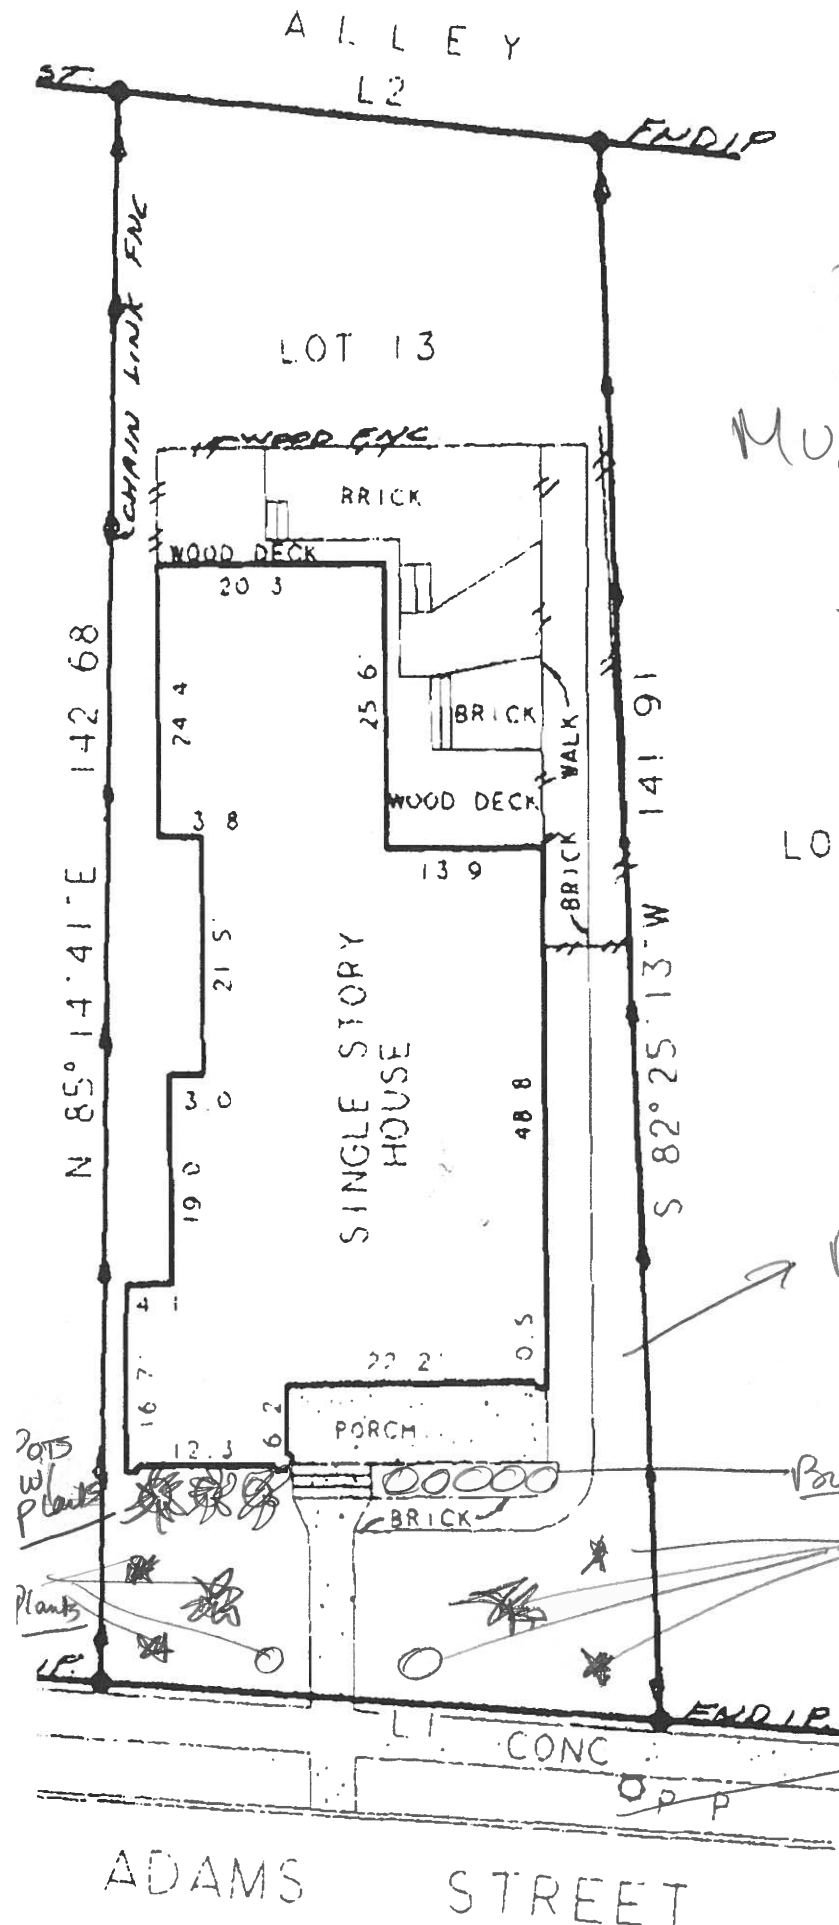 ALLEY
ST.
L2
FND I P
CHAIN LINK FNC
LOT 13
WOOD FNC
MU
BRICK
WOOD DECK
20 3
142 68
24 4
25 6
BRICK
WALK
141 91
WOOD DECK
3 8
13 9
LO
BRICK
N 85° 14' 41" E
21 5
SINGLE STORY
HOUSE
S 82° 25' 13" W
3 0
48 8
19 0
4 1
0.5
22 2
16 7
6 2
PORCH
12.3
POTS
W/
Plants
BRICK
Plants
I.P.
L1
FND I P.
CONC
P P
ADAMS STREET